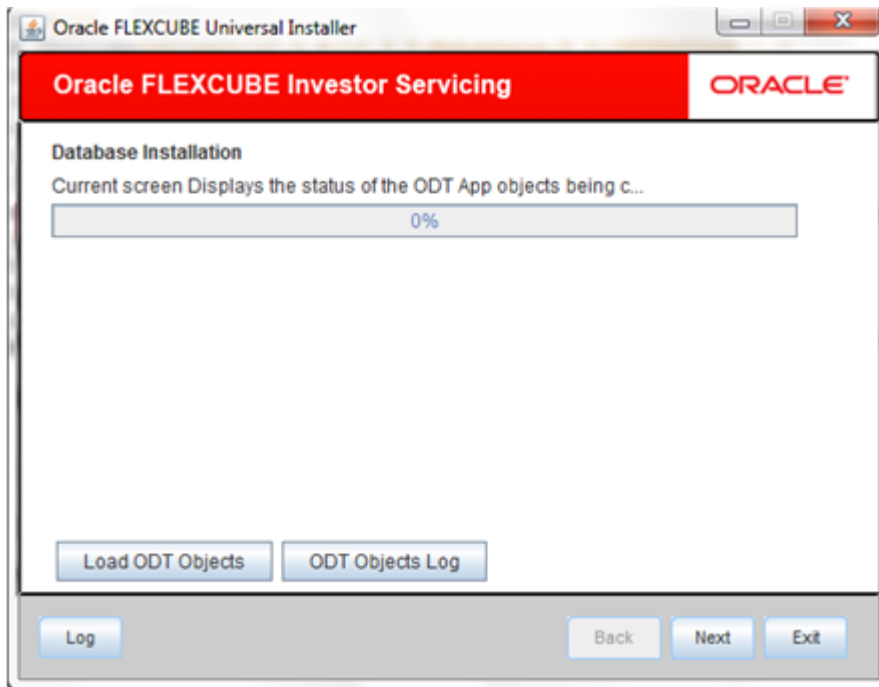 Oracle FLEXCUBE Universal Installer
Oracle FLEXCUBE Investor Servicing
ORACLE
Database Installation
Current screen Displays the status of the ODT App objects being c...
0%
Load ODT Objects
ODT Objects Log
Log
Back
Next
Exit